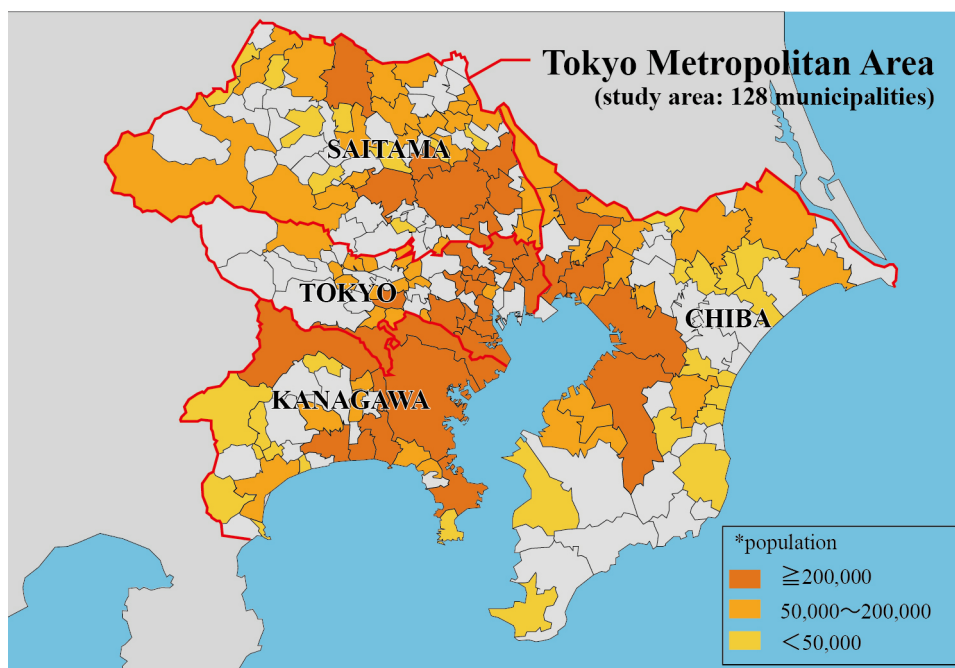 Tokyo Metropolitan Area
(study area: 128 municipalities)
SAITAMA
TOKYO
CHIBA
KANAGAWA
*population
≧200,000
50,000～200,000
＜50,000